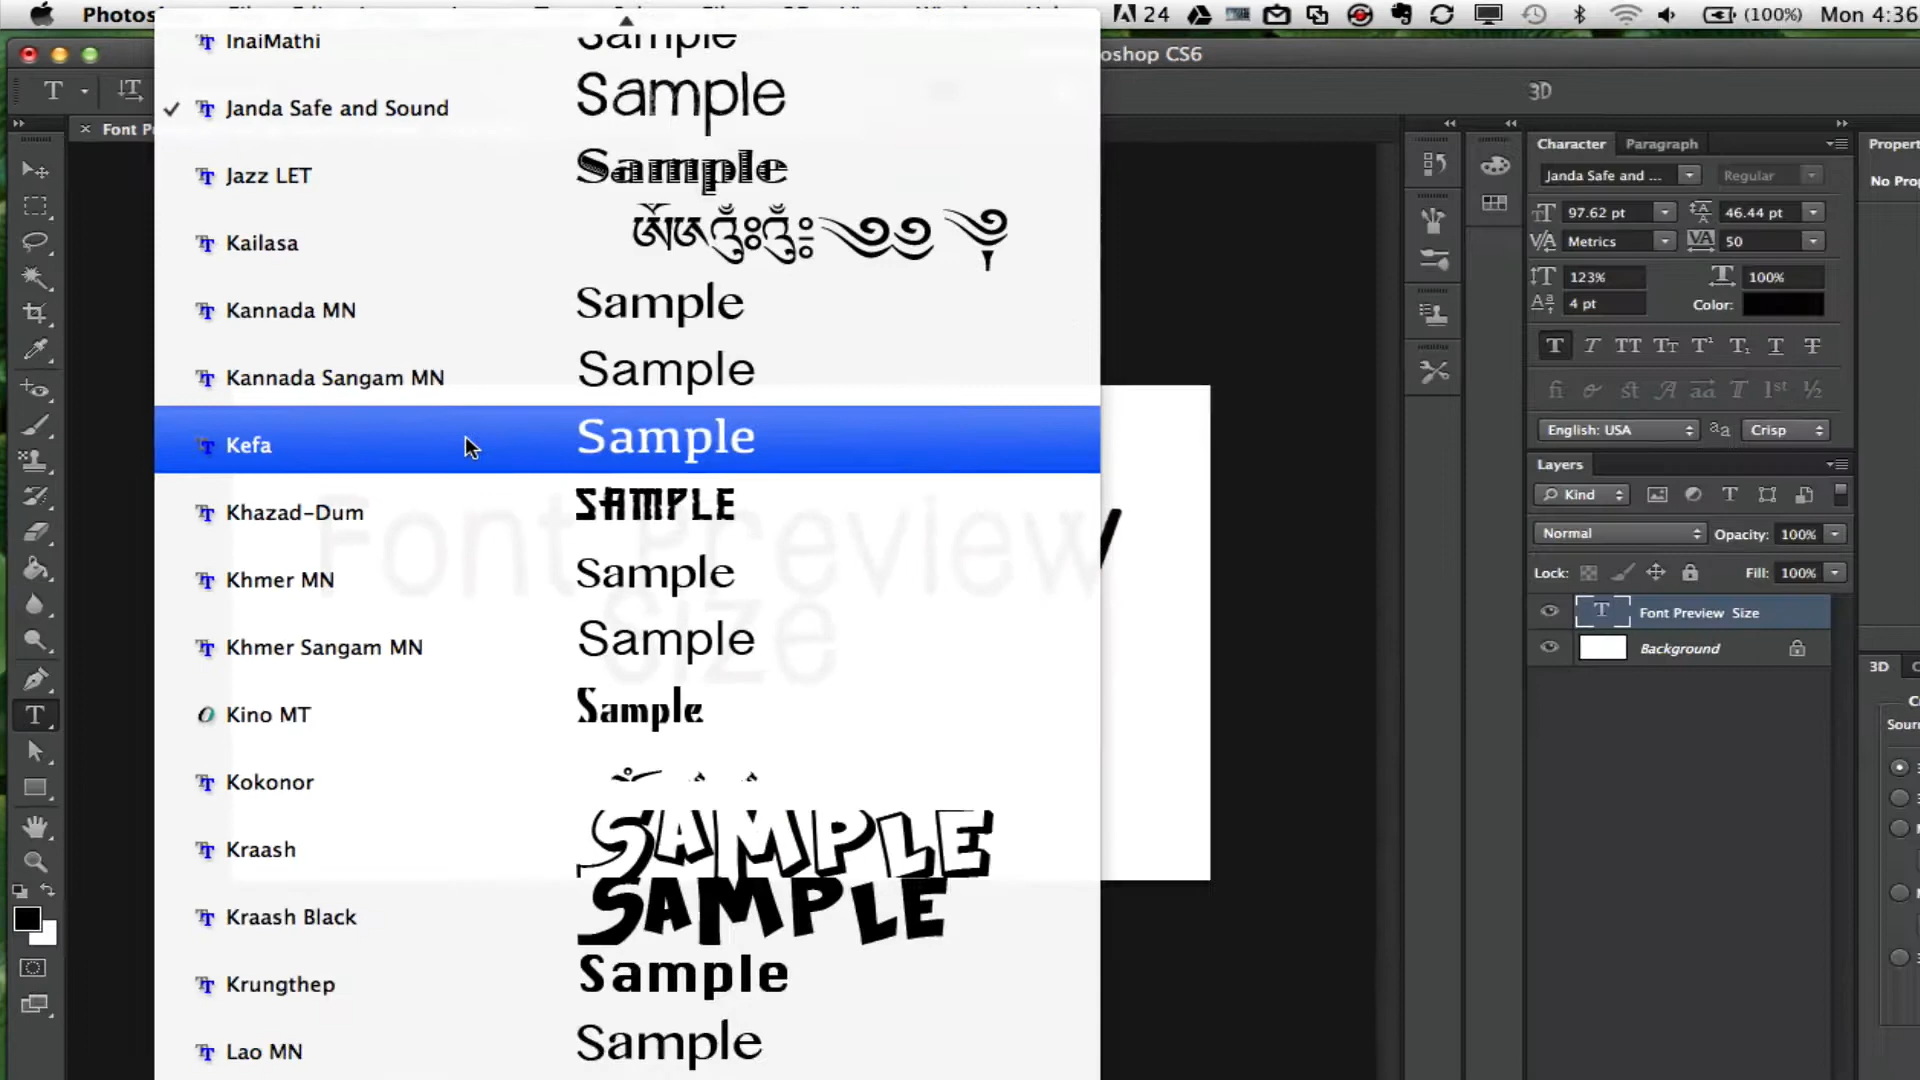 Photos
24
(100%)
Mon 4:36
oshop CS6
3D
Font P
InaiMathi
Sample
Janda Safe and Sound
Sample
Jazz LET
Sample
Kailasa
Kannada MN
Sample
Kannada Sangam MN
Sample
Kefa
Sample
Khazad-Dum
SAMPLE
Khmer MN
Sample
Khmer Sangam MN
Sample
Kino MT
Sample
Kokonor
Kraash
SAMPLE
Kraash Black
SAMPLE
Krungthep
Sample
Lao MN
Sample
Font Preview
Size
Character
Paragraph
Janda Safe and ...
Regular
97.62 pt
46.44 pt
Metrics
50
123%
100%
4 pt
Color:
English: USA
Crisp
Layers
Kind
Normal
Opacity: 100%
Lock:
Fill: 100%
Font Preview Size
Background
Propert
No Prop
3D
Sour